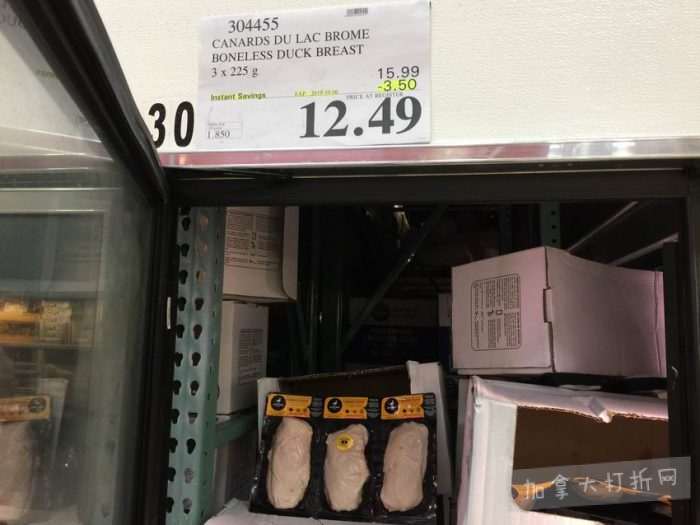 304455
CANARDS DU LAC BROME
BONELESS DUCK BREAST
3 x 225 g
15.99
-3.50
Instant Savings
PRICE AT REGISTER
12.49
1.850
30
加拿大打折网